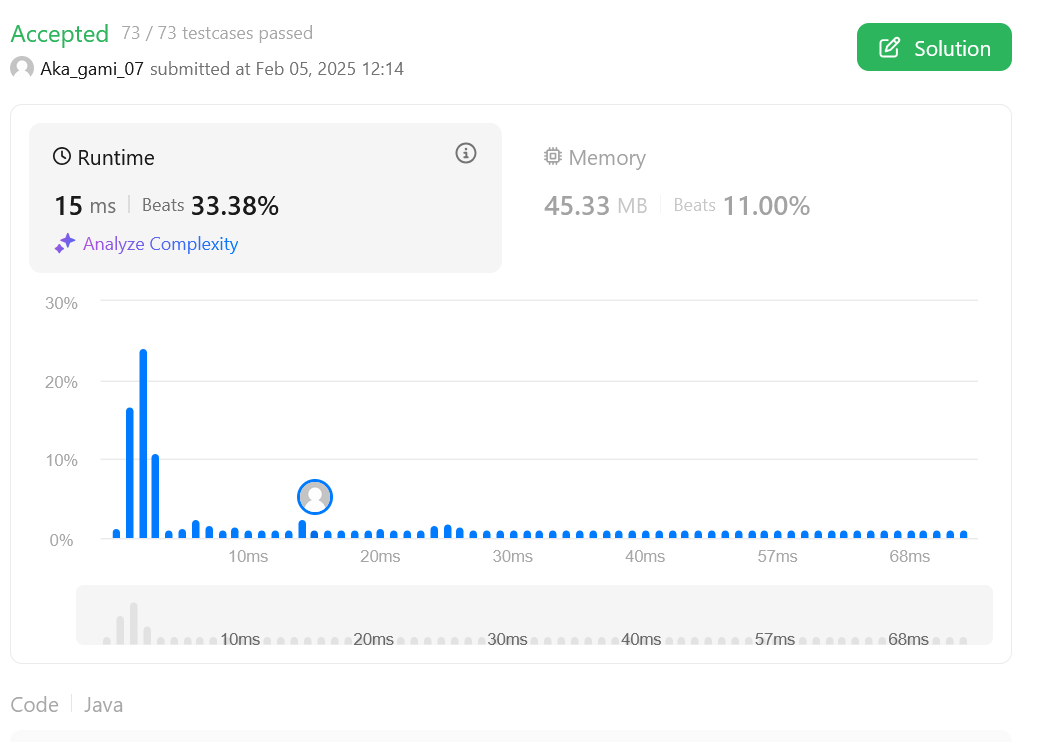 Accepted 73 / 73 testcases passed
Aka_gami_07 submitted at Feb 05, 2025 12:14
Solution
Runtime
15 ms | Beats 33.38%
Analyze Complexity
Memory
45.33 MB | Beats 11.00%
30%
20%
10%
0%
10ms 20ms 30ms 40ms 57ms 68ms
10ms 20ms 30ms 40ms 57ms 68ms
Code | Java